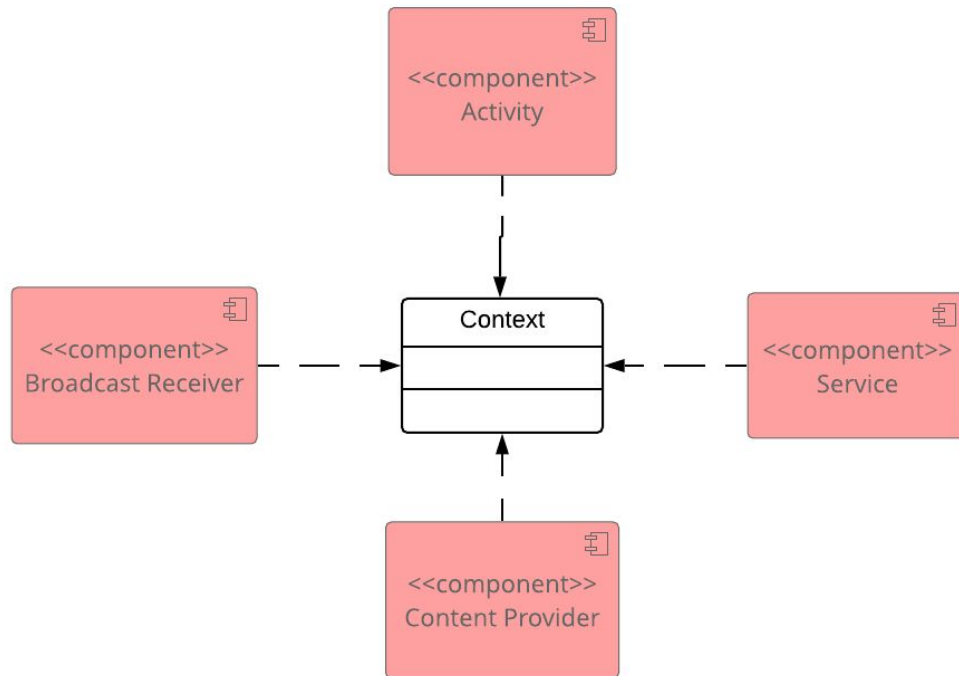 <<component>>
Activity
Context
<<component>>
Broadcast Receiver
<<component>>
Service
<<component>>
Content Provider